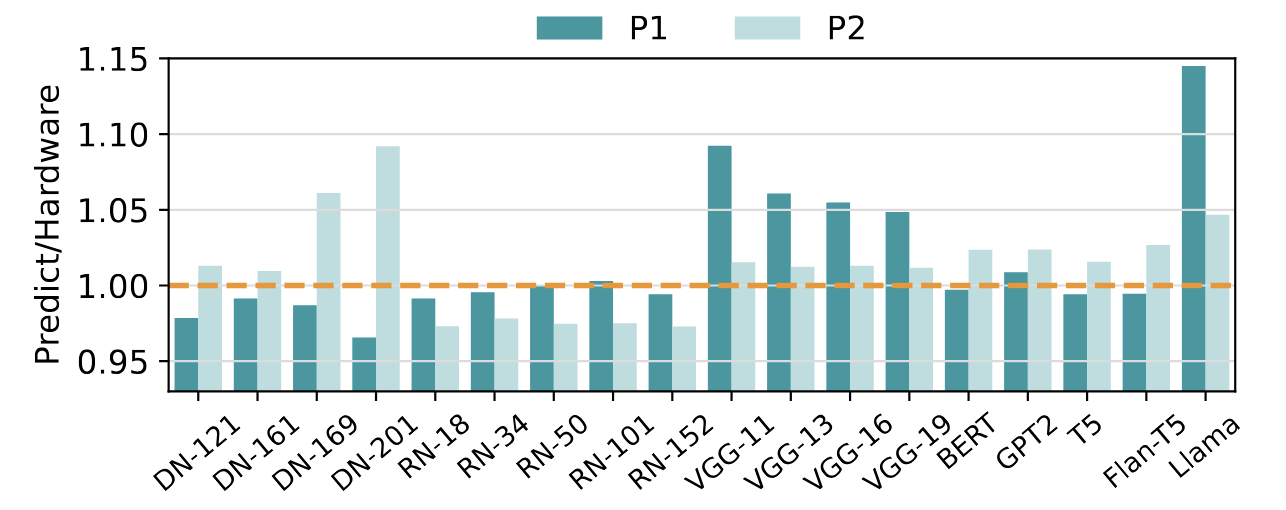 P1 P2
Predict/Hardware
1.15
1.10
1.05
1.00
0.95
DN-121 DN-161 DN-169 DN-201 RN-18 RN-34 RN-50 RN-101 RN-152 VGG-11 VGG-13 VGG-16 VGG-19 BERT GPT2 T5 Flan-T5 Llama